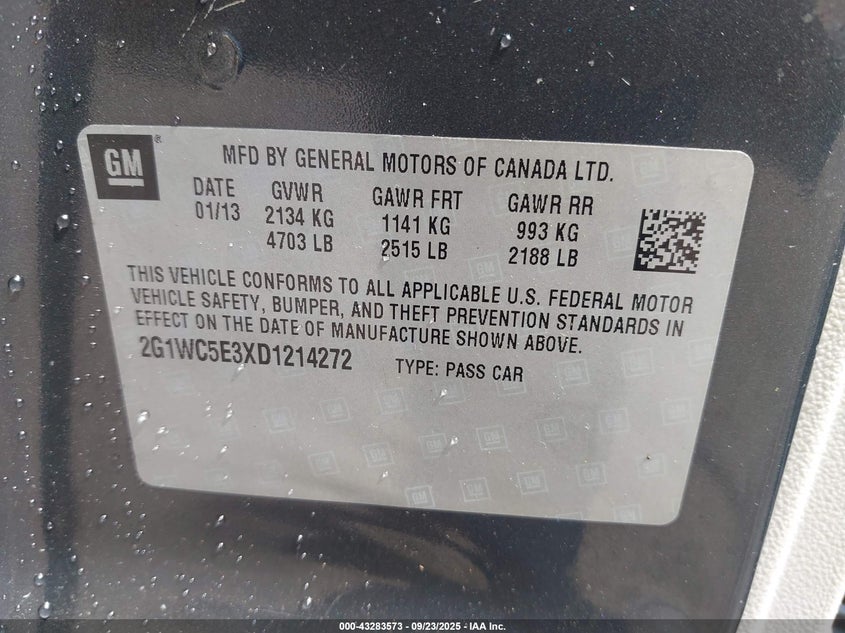 GM
MFD BY GENERAL MOTORS OF CANADA LTD.
DATE GVWR GAWR FRT GAWR RR
01/13 2134 KG 1141 KG 993 KG
4703 LB 2515 LB 2188 LB
THIS VEHICLE CONFORMS TO ALL APPLICABLE U.S. FEDERAL MOTOR
VEHICLE SAFETY, BUMPER, AND THEFT PREVENTION STANDARDS IN
EFFECT ON THE DATE OF MANUFACTURE SHOWN ABOVE.
2G1WC5E3XD1214272 TYPE: PASS CAR
000-43283573 — 09/23/2025 — IAA Inc.